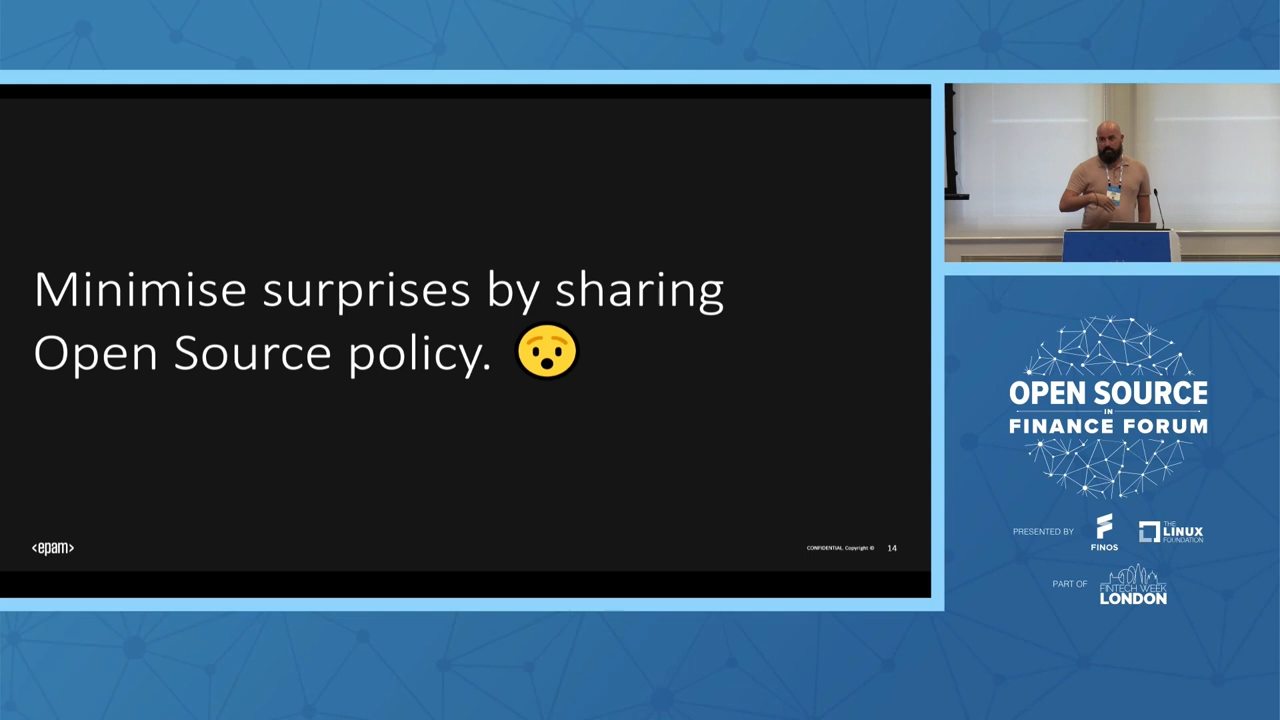 Minimise surprises by sharing
Open Source policy. 😯
<epam>
CONFIDENTIAL. Copyright ©
14
OPEN SOURCE
IN
FINANCE FORUM
PRESENTED BY
FINOS
THE
LINUX
FOUNDATION
PART OF
FINTECH WEEK
LONDON